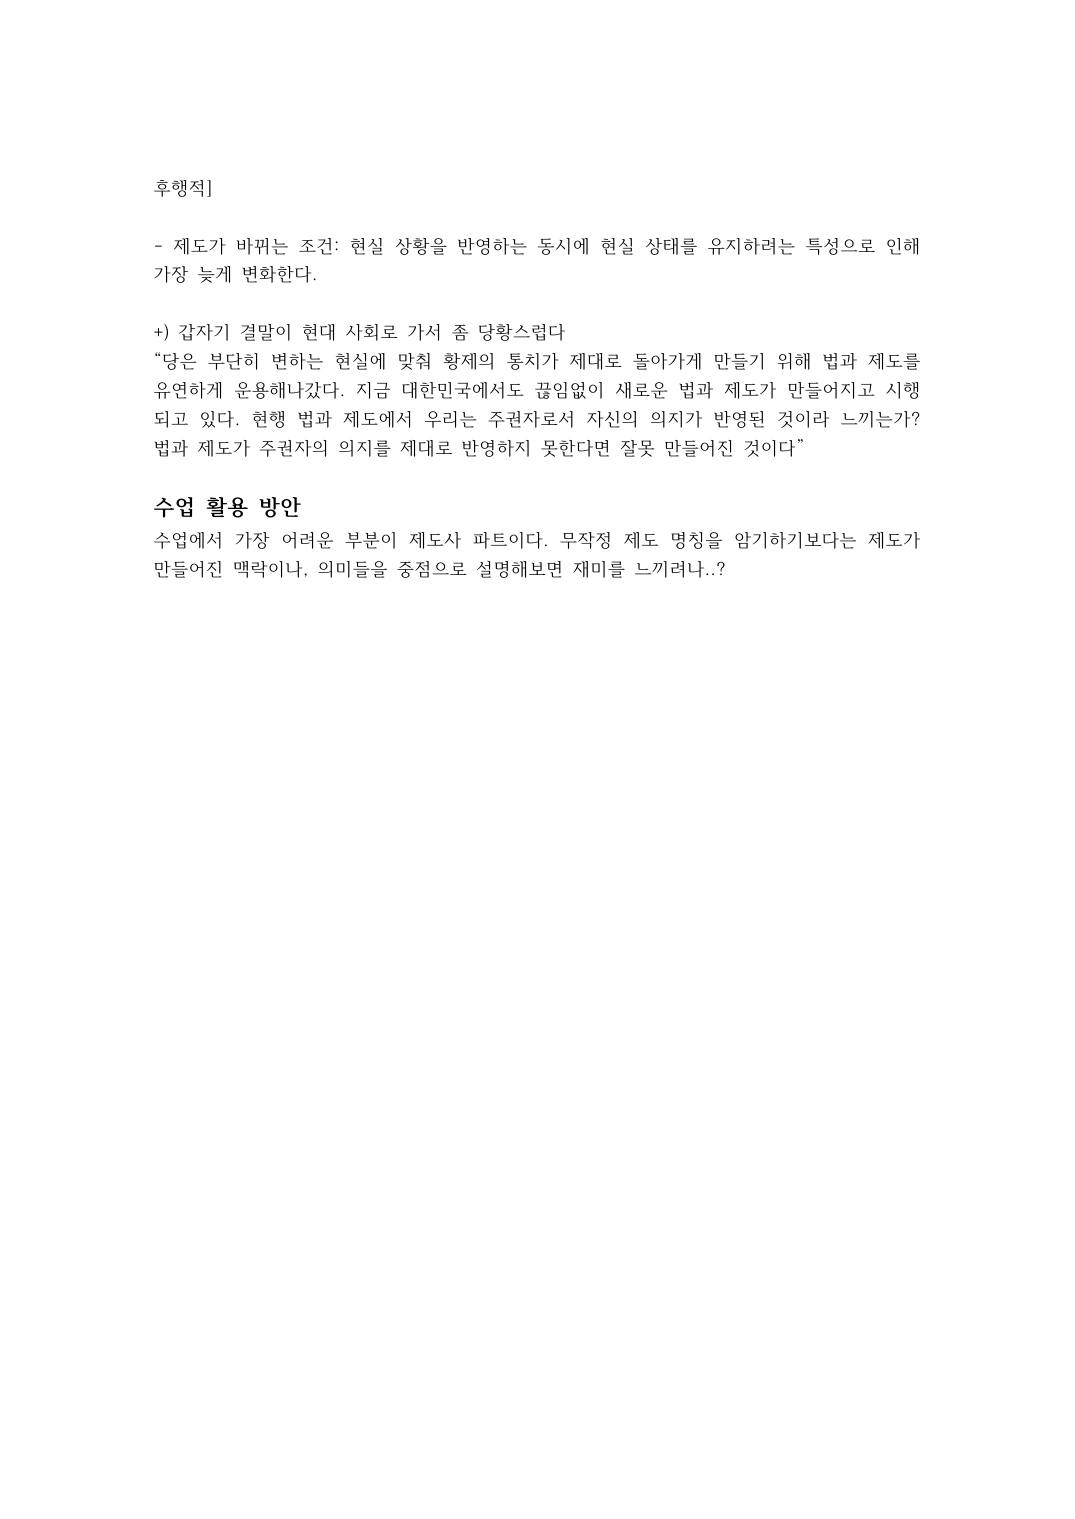 후행적]
- 제도가 바뀌는 조건: 현실 상황을 반영하는 동시에 현실 상태를 유지하려는 특성으로 인해
가장 늦게 변화한다.
+) 갑자기 결말이 현대 사회로 가서 좀 당황스럽다
“당은 부단히 변하는 현실에 맞춰 황제의 통치가 제대로 돌아가게 만들기 위해 법과 제도를
유연하게 운용해나갔다. 지금 대한민국에서도 끊임없이 새로운 법과 제도가 만들어지고 시행
되고 있다. 현행 법과 제도에서 우리는 주권자로서 자신의 의지가 반영된 것이라 느끼는가?
법과 제도가 주권자의 의지를 제대로 반영하지 못한다면 잘못 만들어진 것이다”
수업 활용 방안
수업에서 가장 어려운 부분이 제도사 파트이다. 무작정 제도 명칭을 암기하기보다는 제도가
만들어진 맥락이나, 의미들을 중점으로 설명해보면 재미를 느끼려나..?